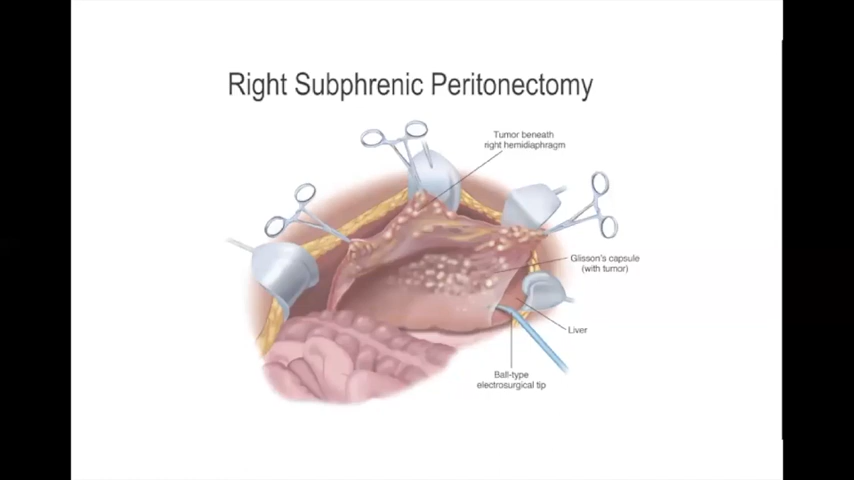 Right Subphrenic Peritonectomy
Tumor beneath
right hemidiaphragm
Glisson's capsule
(with tumor)
Liver
Ball-type
electrosurgical tip